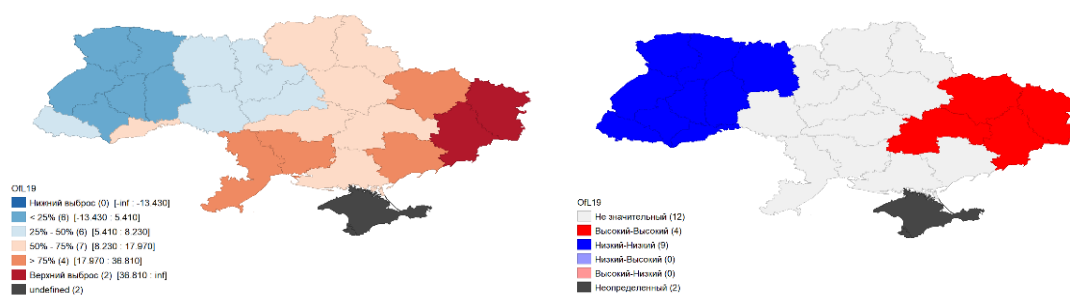 OfL19
Нижний выброс (0) [-inf : -13.430]
< 25% (6) [-13.430 : 5.410]
25% - 50% (6) [5.410 : 8.230]
50% - 75% (7) [8.230 : 17.970]
> 75% (4) [17.970 : 36.810]
Верхний выброс (2) [36.810 : inf]
undefined (2)
OfL19
Не значительный (12)
Высокий-Высокий (4)
Низкий-Низкий (9)
Низкий-Высокий (0)
Высокий-Низкий (0)
Неопределенный (2)